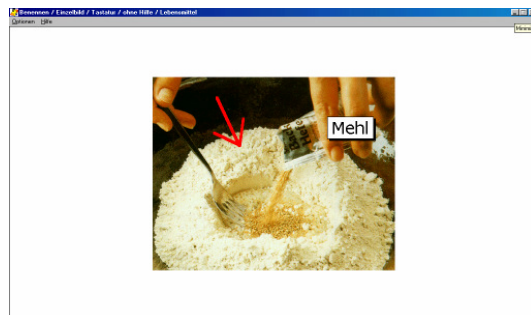 Benennen / Einzelbild / Tastatur / ohne Hilfe / Lebensmittel
Optionen Hilfe
Mehl